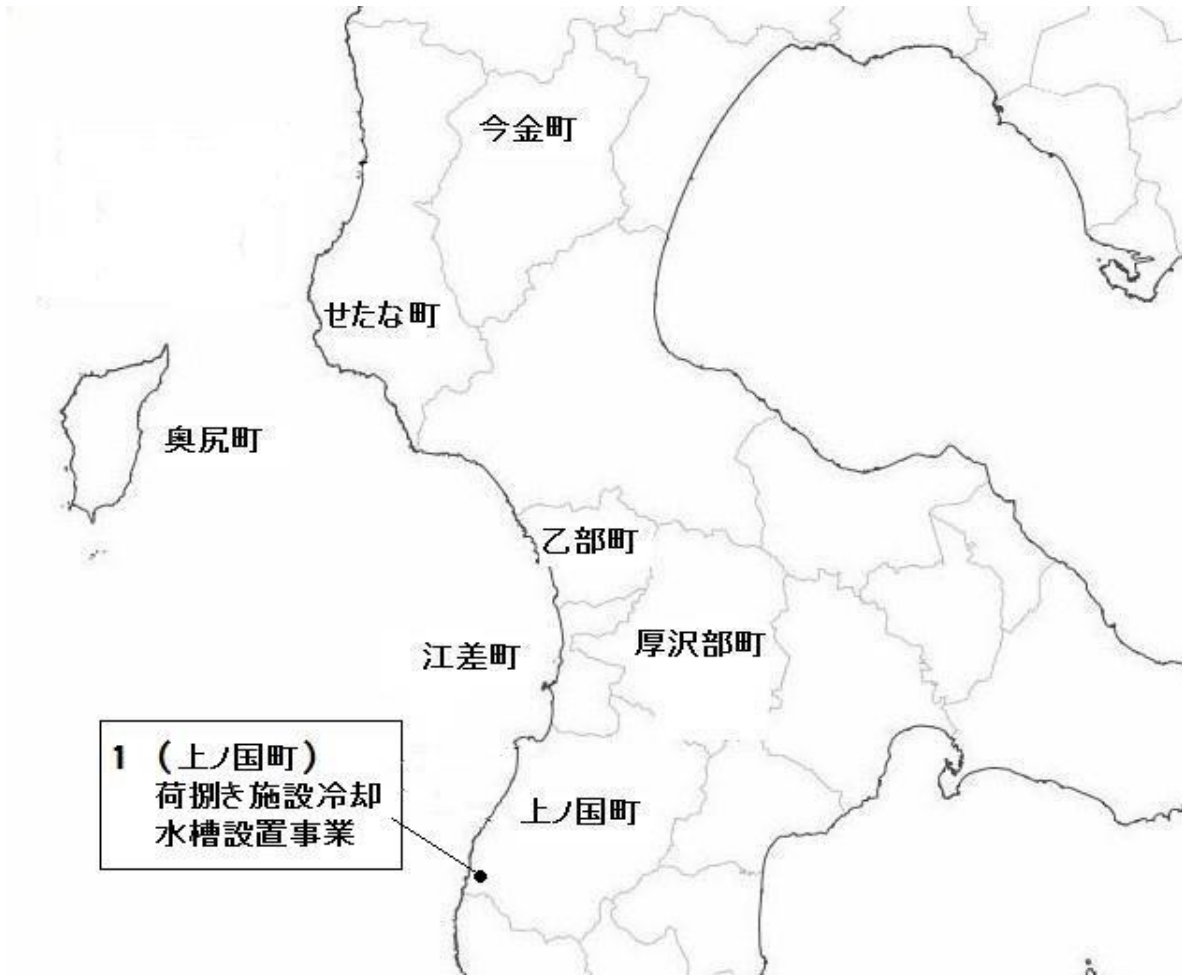 今金町
せたな町
奥尻町
乙部町
江差町
厚沢部町
1 (上ノ国町)
荷捌き施設冷却
水槽設置事業
上ノ国町